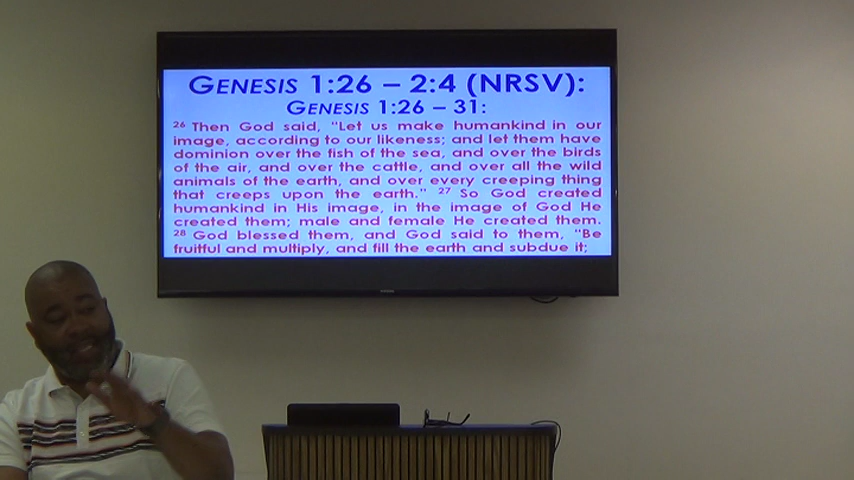 GENESIS 1:26 – 2:4 (NRSV):
GENESIS 1:26 – 31:
26 Then God said, "Let us make humankind in our
image, according to our likeness; and let them have
dominion over the fish of the sea, and over the birds
of the air, and over the cattle, and over all the wild
animals of the earth, and over every creeping thing
that creeps upon the earth." 27 So God created
humankind in His image, in the image of God He
created them; male and female He created them.
28 God blessed them, and God said to them, "Be
fruitful and multiply, and fill the earth and subdue it;